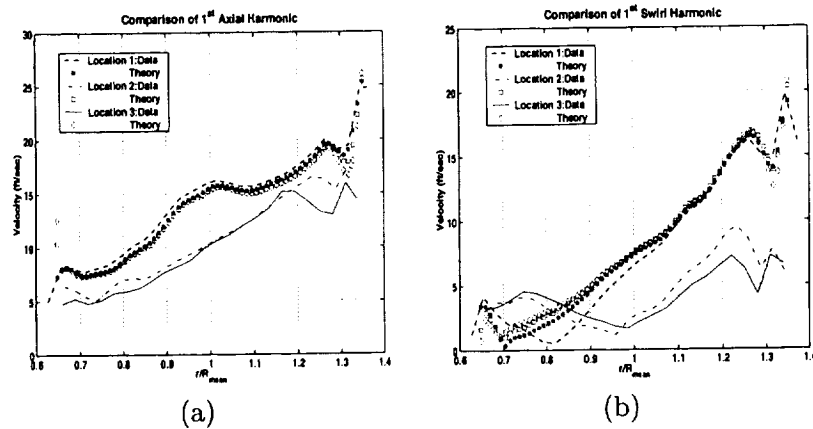 Comparison of 1st Axial Harmonic
30
25
20
15
10
5
0
Velocity (ft/sec)
Location 1:Data
Theory
Location 2:Data
Theory
Location 3:Data
Theory
0.6 0.7 0.8 0.9 1 1.1 1.2 1.3 1.4
r/Rmean
(a)
Comparison of 1st Swirl Harmonic
25
20
15
10
5
0
Velocity (ft/sec)
Location 1:Data
Theory
Location 2:Data
Theory
Location 3:Data
Theory
0.6 0.7 0.8 0.9 1 1.1 1.2 1.3 1.4
r/Rmean
(b)